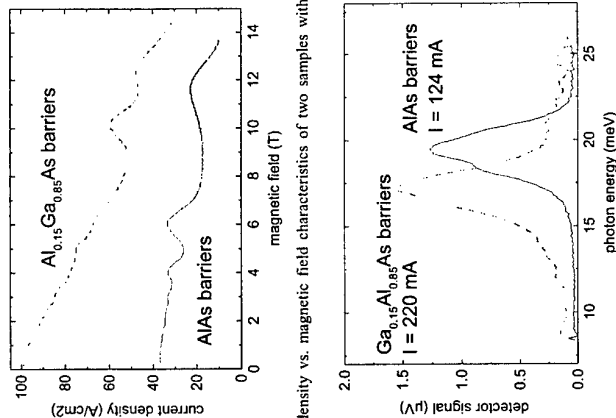 100
80
60
40
20
0
current density (A/cm2)
Al0.15Ga0.85As barriers
AlAs barriers
0 2 4 6 8 10 12 14
magnetic field (T)
lensity vs. magnetic field characteristics of two samples with
2.0
1.5
1.0
0.5
0.0
detector signal (μV)
Ga0.15Al0.85As barriers
I = 220 mA
AlAs barriers
I = 124 mA
10 15 20 25
photon energy (meV)